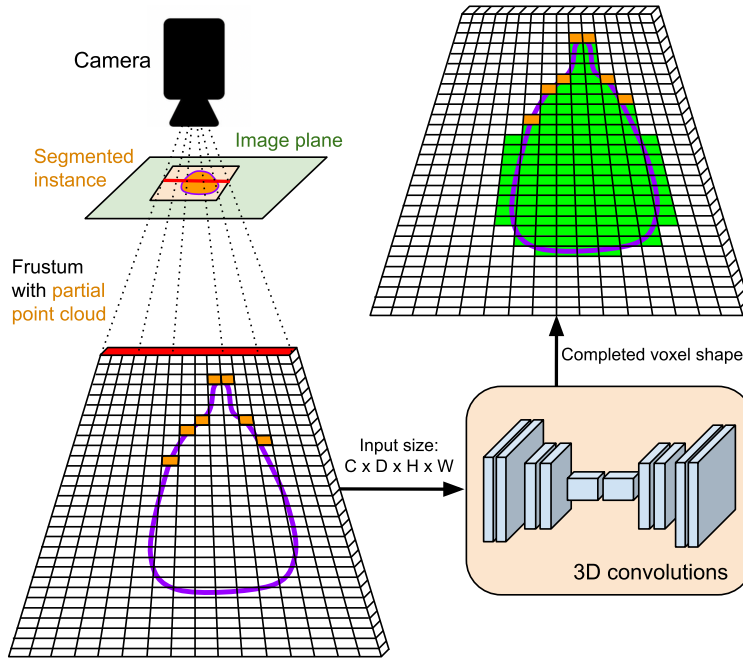 Camera
Image plane
Segmented
instance
Frustum
with partial
point cloud
Completed voxel shape
Input size:
C x D x H x W
3D convolutions